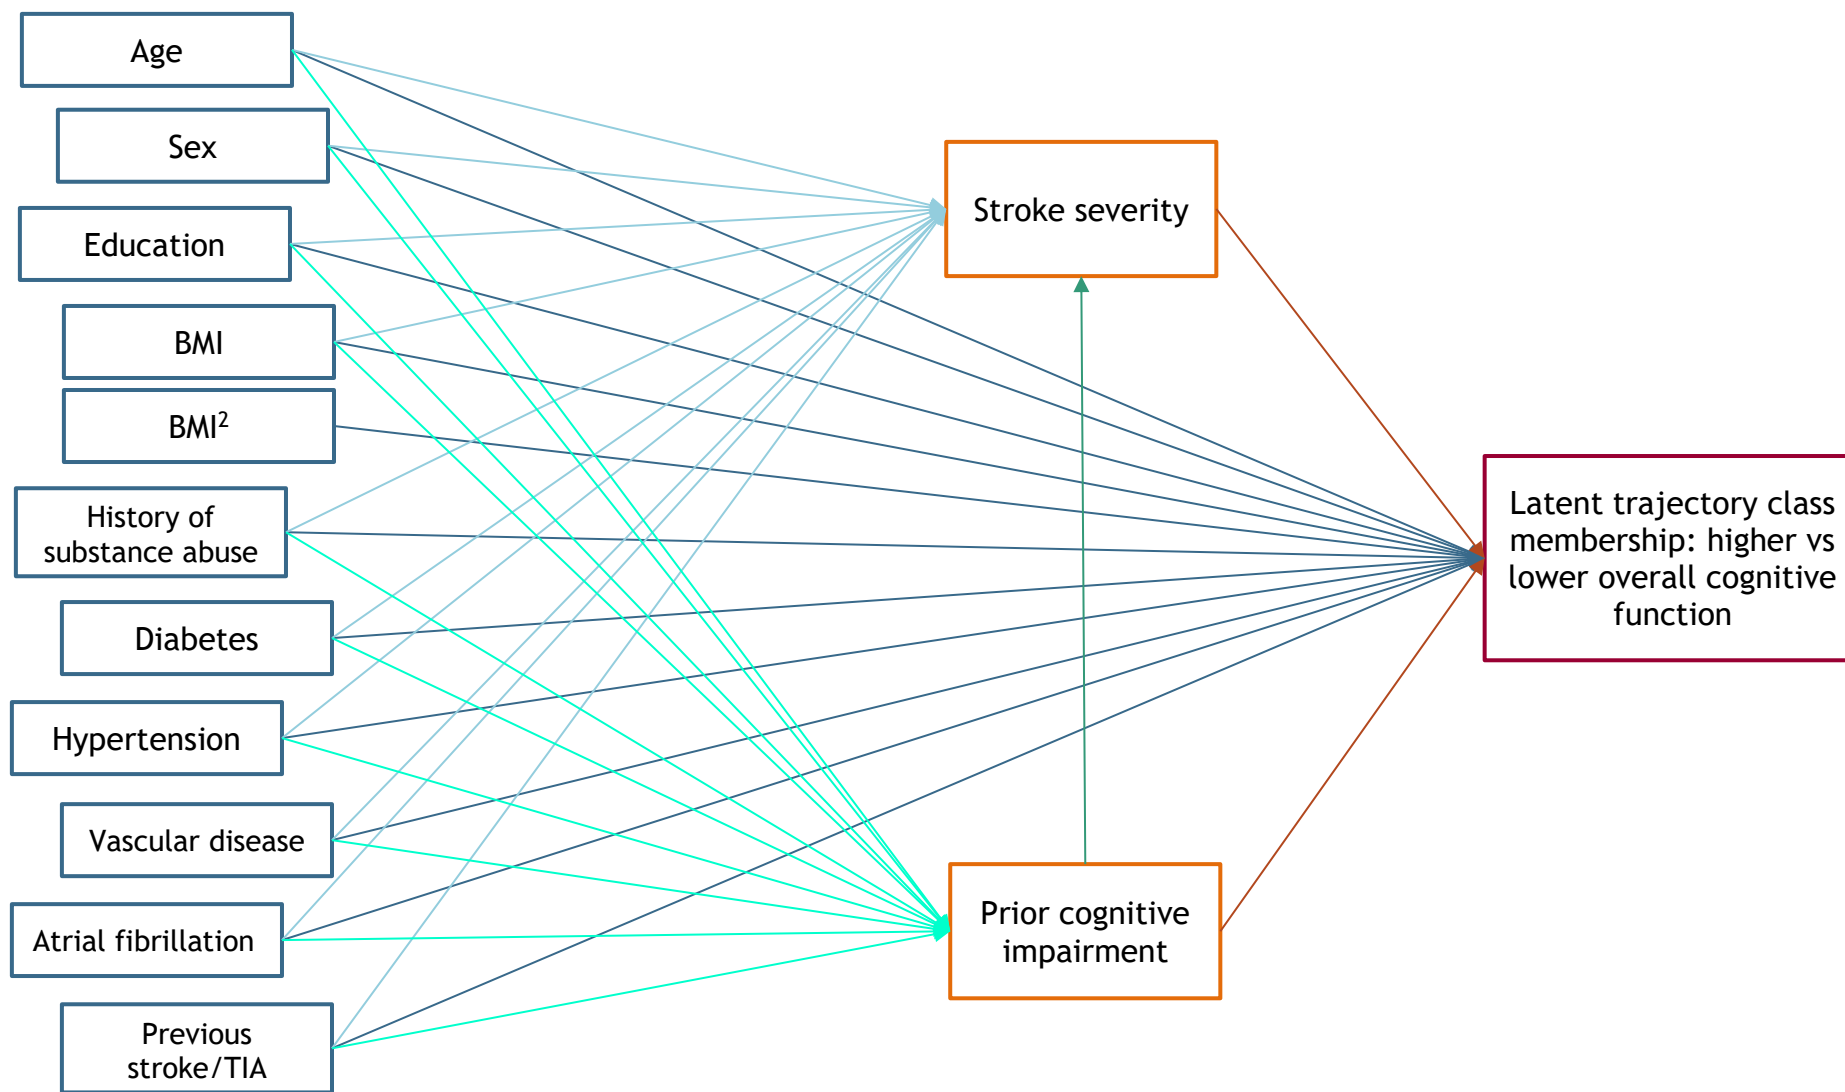 Age
Sex
Education
BMI
BMI²
History of
substance abuse
Diabetes
Hypertension
Vascular disease
Atrial fibrillation
Previous
stroke/TIA
Stroke severity
Prior cognitive
impairment
Latent trajectory class
membership: higher vs
lower overall cognitive
function